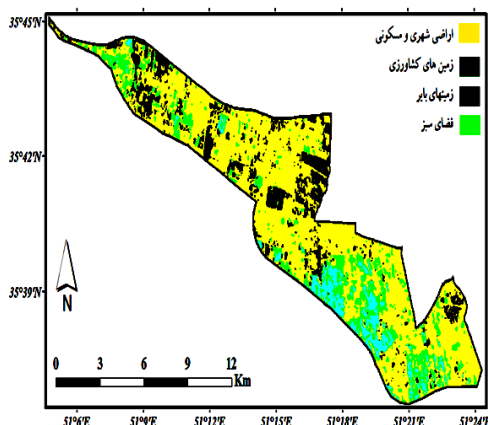 35°45'N
35°42'N
35°39'N
اراضی شهری و مسکونی
زمین های کشاورزی
زمینهای بایر
فضای سبز
N
0 3 6 9 12
Km
51°6'E 51°9'E 51°12'E 51°15'E 51°18'E 51°21'E 51°24'E